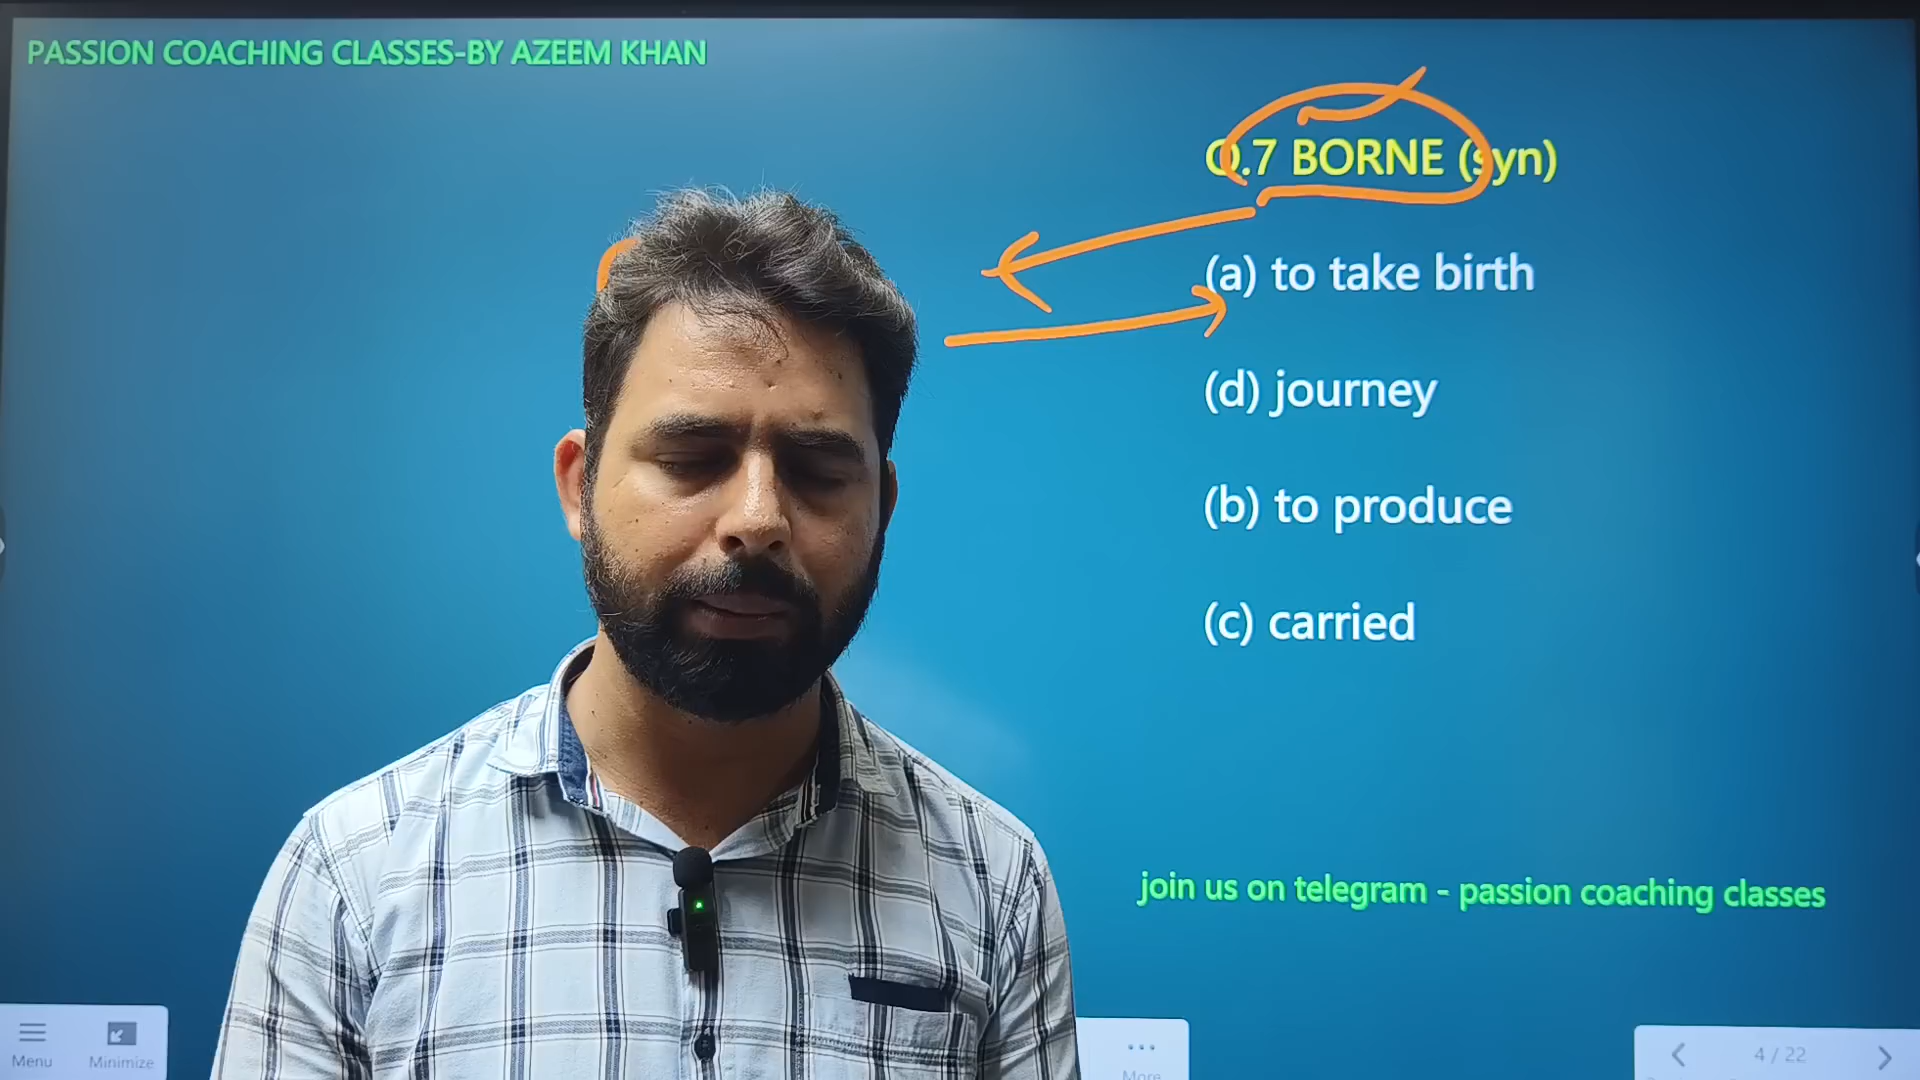 PASSION COACHING CLASSES-BY AZEEM KHAN
Q.7 BORNE (syn)
(a) to take birth
(d) journey
(b) to produce
(c) carried
join us on telegram - passion coaching classes
Menu
Minimize
More
4 / 22